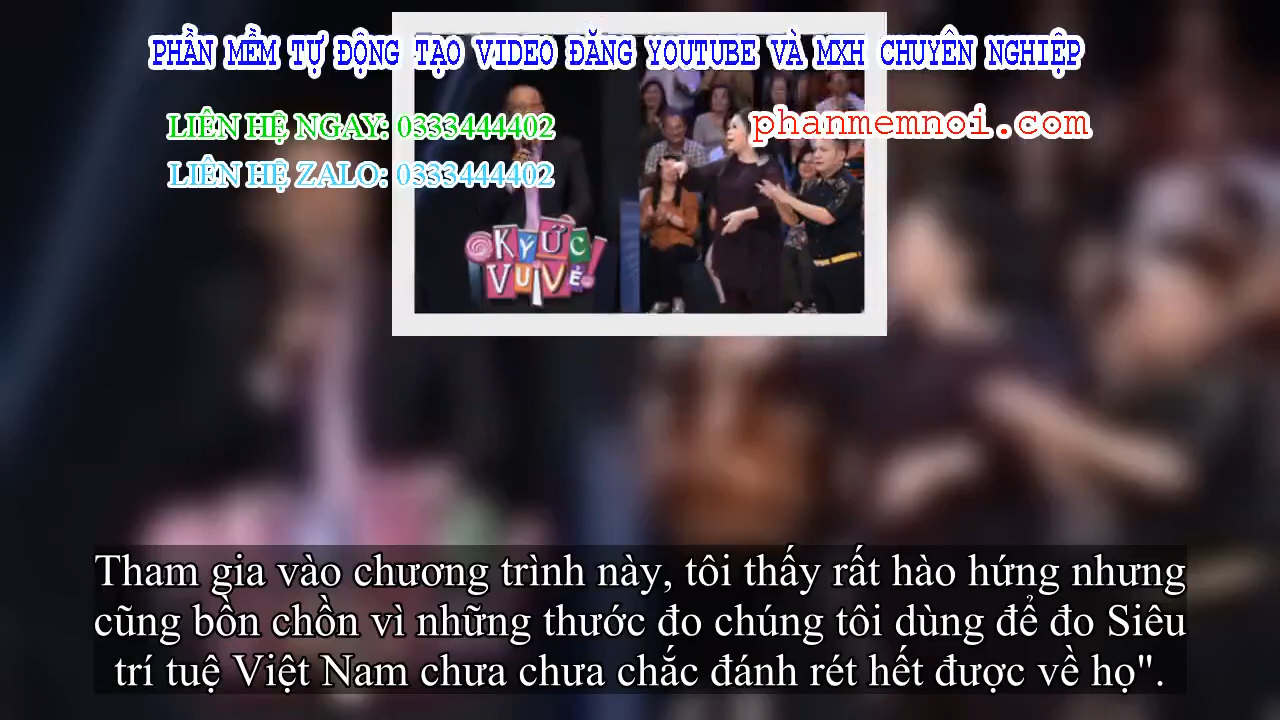 PHẦN MỀM TỰ ĐỘNG TẠO VIDEO ĐĂNG YOUTUBE VÀ MXH CHUYÊN NGHIỆP
LIÊN HỆ NGAY: 0333444402
phanmemnoi.com
LIÊN HỆ ZALO: 0333444402
KÝ ỨC
VUI VẺ!
Tham gia vào chương trình này, tôi thấy rất hào hứng nhưng
cũng bồn chồn vì những thước đo chúng tôi dùng để đo Siêu
trí tuệ Việt Nam chưa chưa chắc đánh rét hết được về họ".